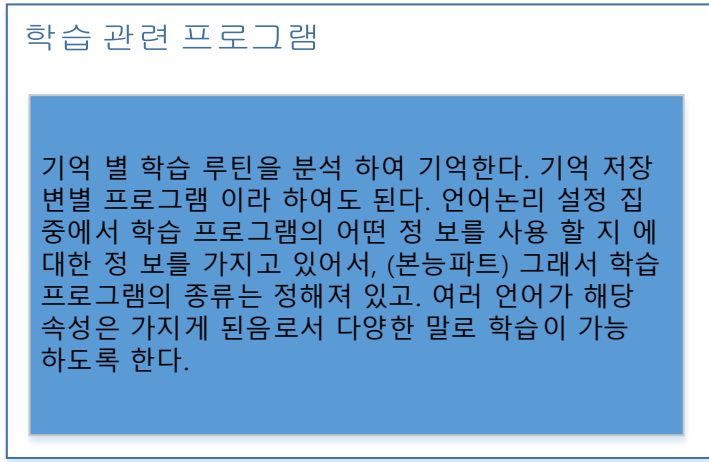 학습 관련 프로그램
기억 별 학습 루틴을 분석 하여 기억한다. 기억 저장
변별 프로그램 이라 하여도 된다. 언어논리 설정 집
중에서 학습 프로그램의 어떤 정 보를 사용 할 지 에
대한 정 보를 가지고 있어서, (본능파트) 그래서 학습
프로그램의 종류는 정해져 있고. 여러 언어가 해당
속성은 가지게 된음로서 다양한 말로 학습이 가능
하도록 한다.